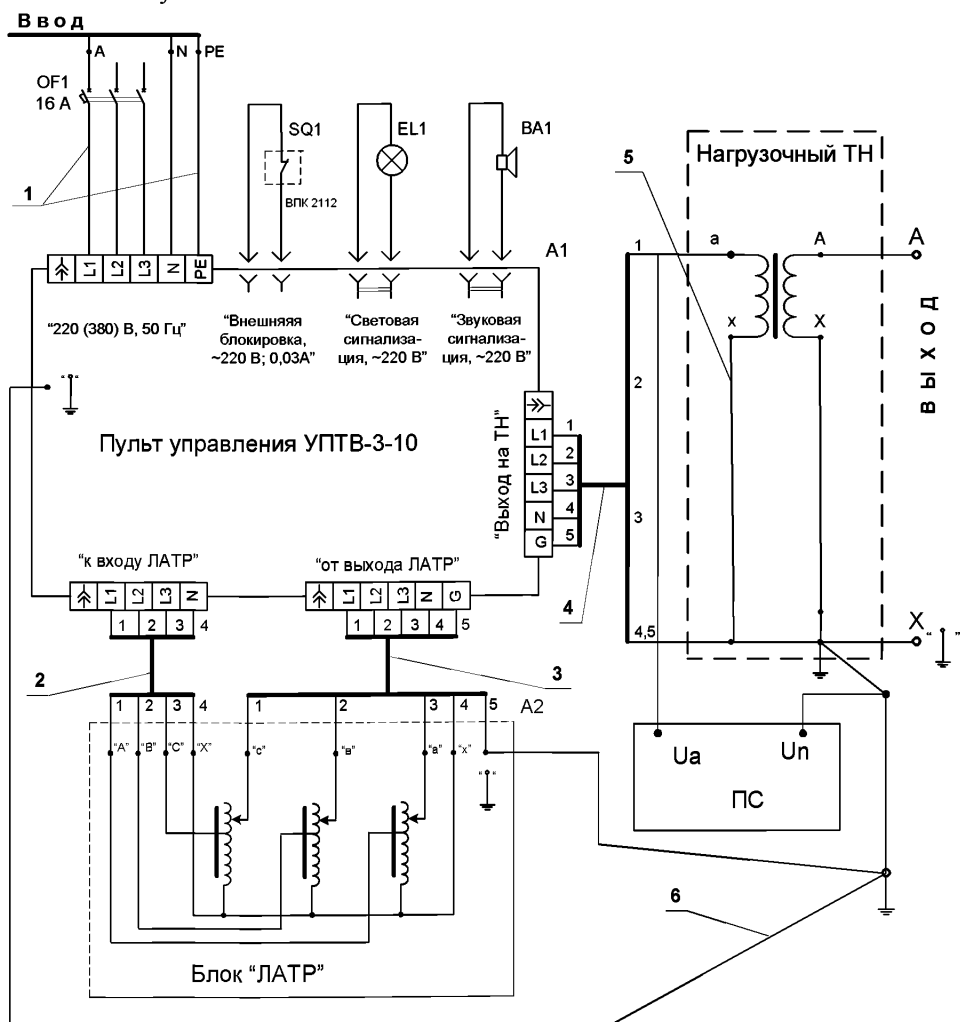 Ввод
A N PE
QF1
16 A
SQ1
ВПК 2112
EL1
BA1
1
L1 L2 L3 N PE
A1
"220 (380) В, 50 Гц"
"Внешняяя
блокировка,
~220 В; 0,03А"
"Световая
сигнализа-
ция, ~220 В"
"Звуковая
сигнализа-
ция, ~220 В"
Пульт управления УПТВ-3-10
"Выход на ТН"
L1 1
L2 2
L3 3
N 4
G 5
4
5
Нагрузочный ТН
1 a A A
x X
2
3
ВЫХОД
4,5 X
"к входу ЛАТР"
L1 L2 L3 N
1 2 3 4
"от выхода ЛАТР"
L1 L2 L3 N G
1 2 3 4 5
2
3
1 2 3 4 1 2 3 4 5 A2
"А" "В" "С" "Х" "с" "в" "а" "х"
Блок "ЛАТР"
Ua Un
ПС
6